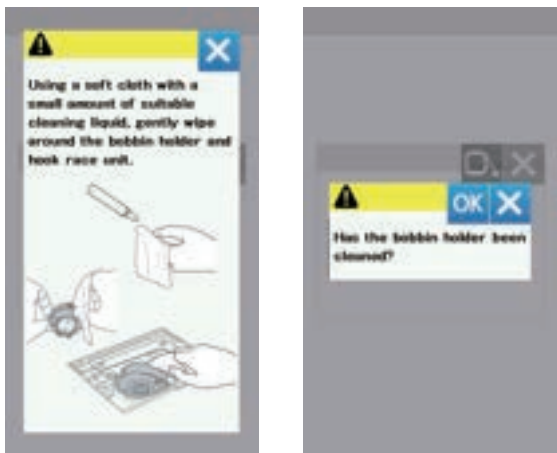 Using a soft cloth with a
small amount of suitable
cleaning liquid, gently wipe
around the bobbin holder and
hook race unit.
OK
Has the bobbin holder been
cleaned?